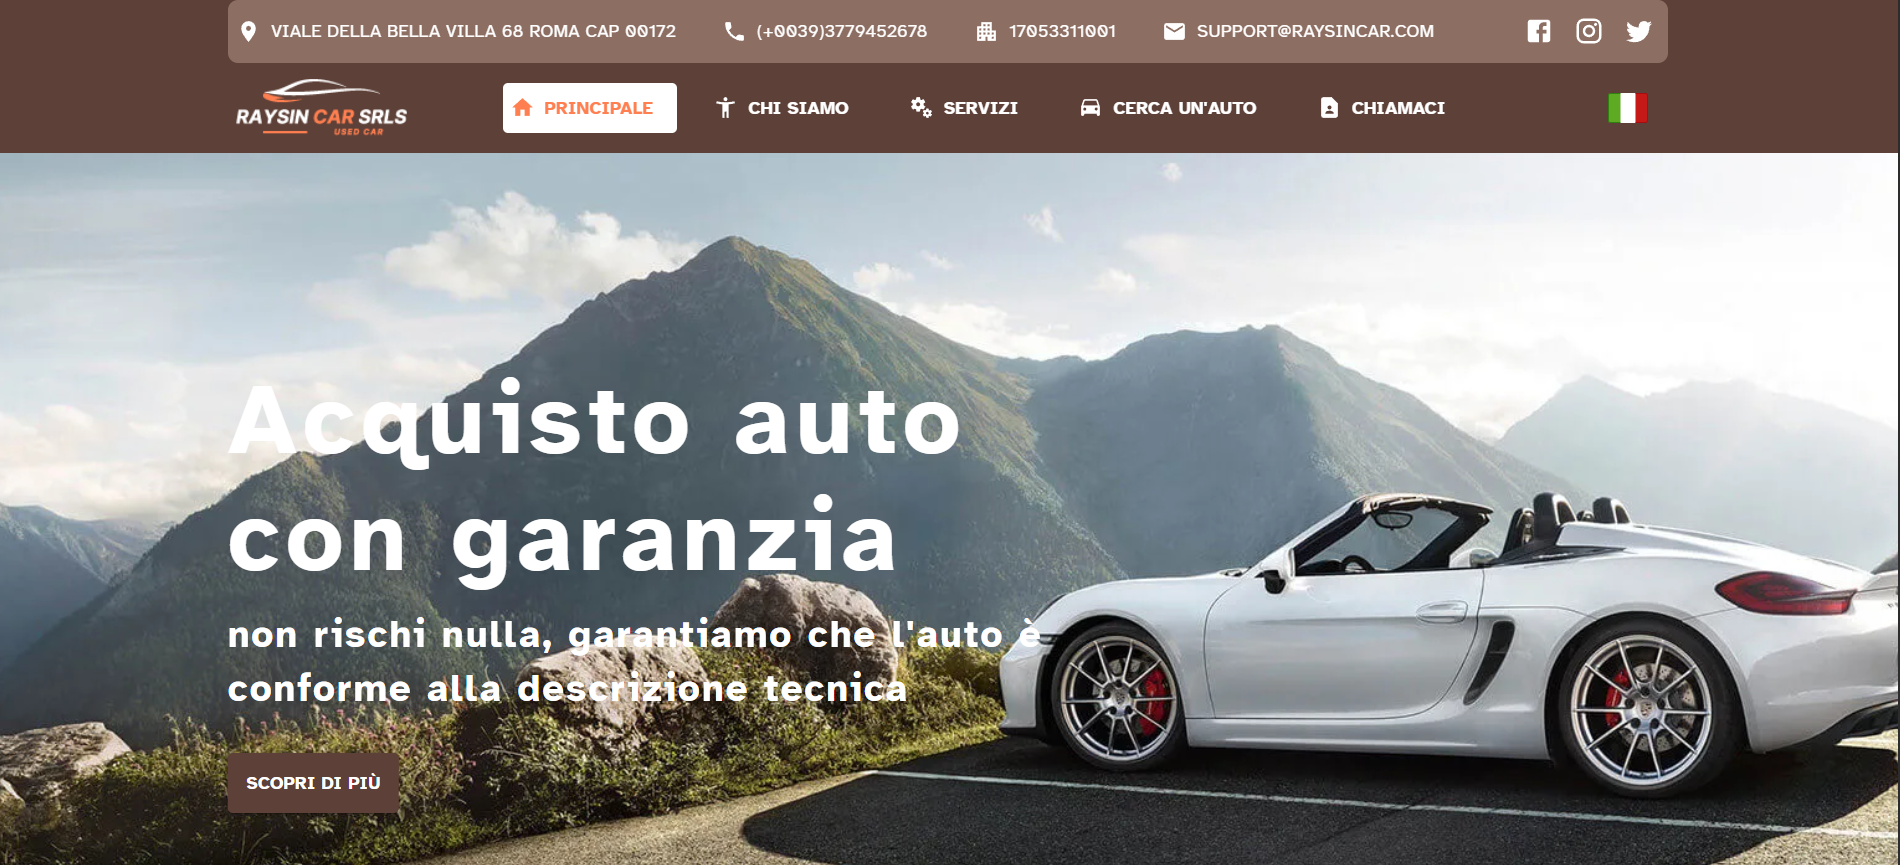 VIALE DELLA BELLA VILLA 68 ROMA CAP 00172
(+0039)3779452678
17053311001
SUPPORT@RAYSINCAR.COM
RAYSIN CAR SRLS
USED CAR
PRINCIPALE
CHI SIAMO
SERVIZI
CERCA UN'AUTO
CHIAMACI
Acquisto auto
con garanzia
non rischi nulla, garantiamo che l'auto è
conforme alla descrizione tecnica
SCOPRI DI PIÙ